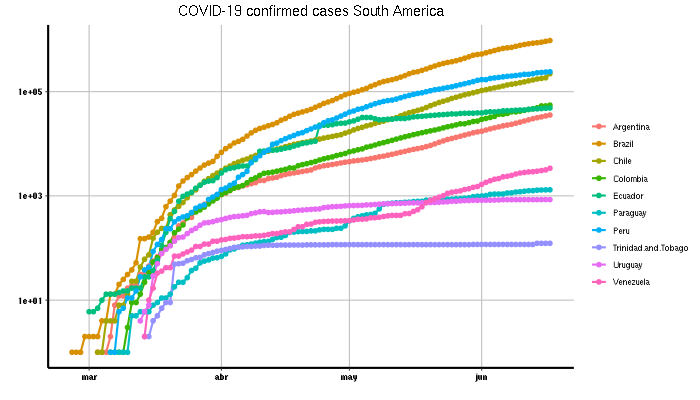 COVID-19 confirmed cases South America
1e+05
1e+03
1e+01
mar
abr
may
jun
Argentina
Brazil
Chile
Colombia
Ecuador
Paraguay
Peru
Trinidad.and.Tobago
Uruguay
Venezuela